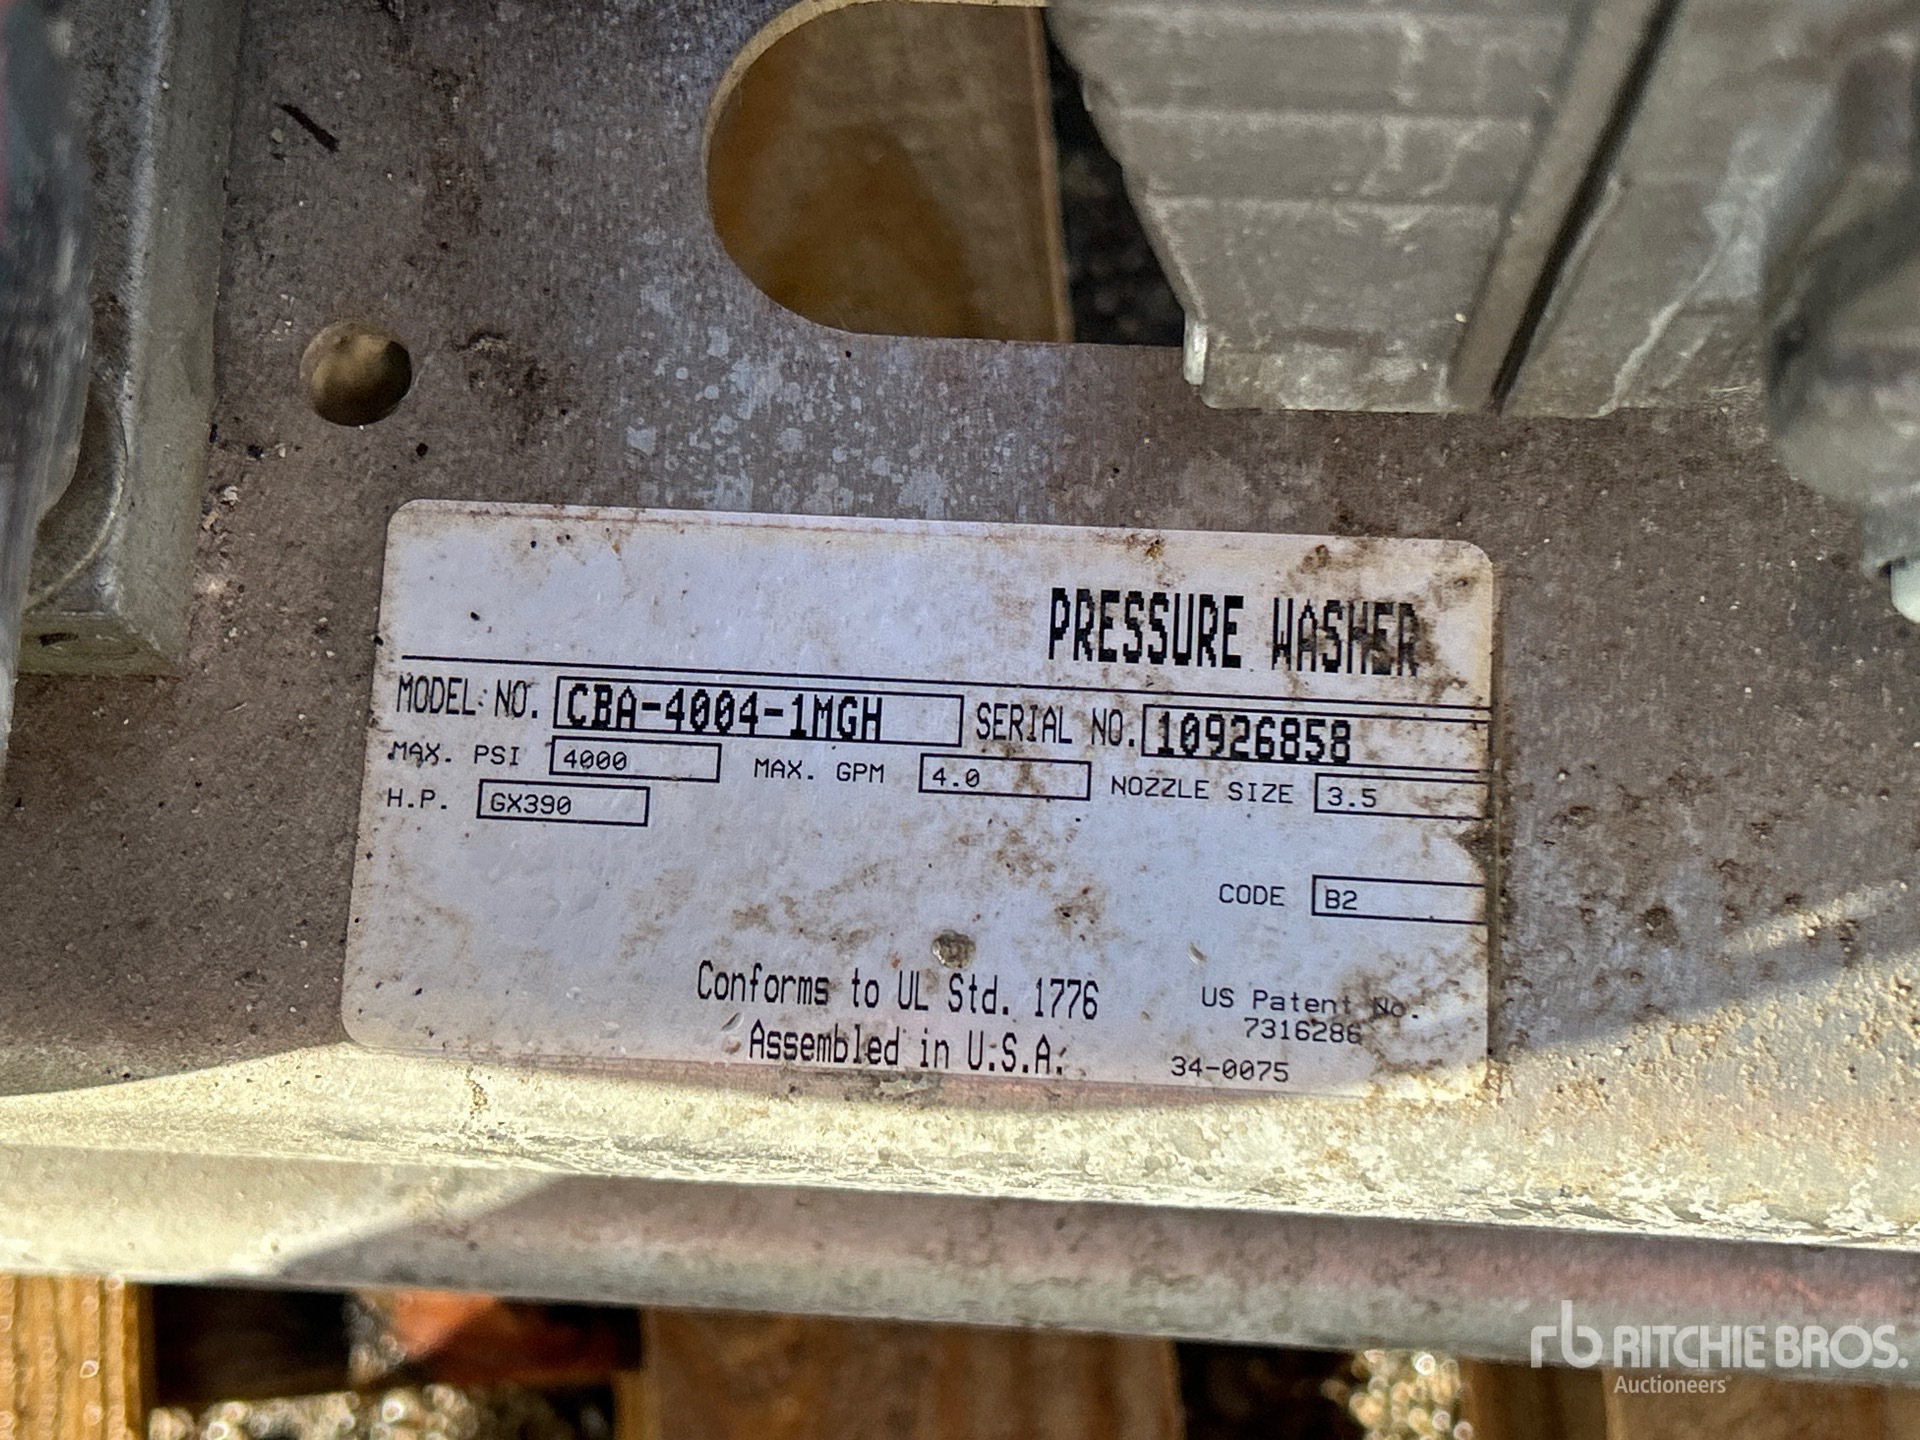 PRESSURE WASHER
MODEL NO. CBA-4004-1MGH SERIAL NO. 10926858
MAX. PSI 4000 MAX. GPM 4.0 NOZZLE SIZE 3.5
H.P. GX390
CODE B2
Conforms to UL Std. 1776
Assembled in U.S.A.
US Patent No.
7316286
34-0075
rb RITCHIE BROS.
Auctioneers